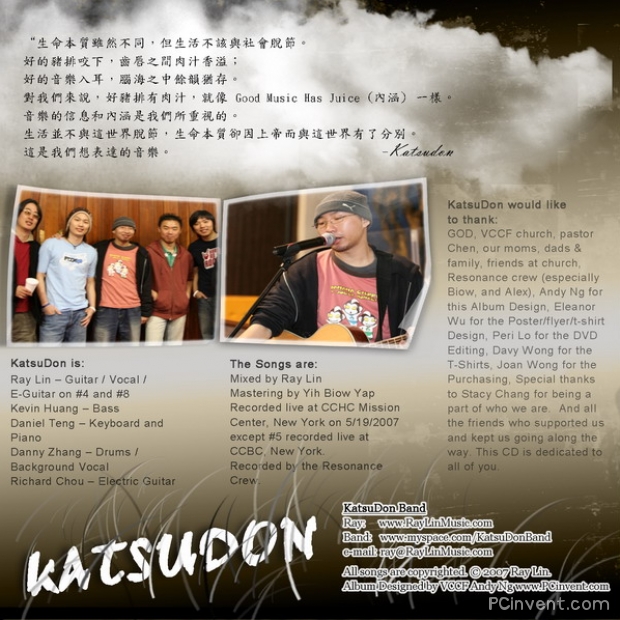 "生命本質雖然不同，但生活不該與社會脫節。
好的豬排咬下，齒唇之間肉汁香溢；
好的音樂入耳，腦海之中餘韻猶存。
對我們來說，好豬排有肉汁，就像 Good Music Has Juice (內涵) 一樣。
音樂的信息和內涵是我們所重視的。
生活並不與這世界脫節，生命本質卻因上帝而與這世界有了分別。
這是我們想表達的音樂。
-Katsudon
KatsuDon is:
Ray Lin – Guitar / Vocal /
E-Guitar on #4 and #8
Kevin Huang – Bass
Daniel Teng – Keyboard and
Piano
Danny Zhang – Drums /
Background Vocal
Richard Chou – Electric Guitar
The Songs are:
Mixed by Ray Lin
Mastering by Yih Biow Yap
Recorded live at CCHC Mission
Center, New York on 5/19/2007
except #5 recorded live at
CCBC, New York.
Recorded by the Resonance
Crew.
KatsuDon would like
to thank:
GOD, VCCF church, pastor
Chen, our moms, dads &
family, friends at church,
Resonance crew (especially
Biow, and Alex), Andy Ng for
this Album Design, Eleanor
Wu for the Poster/flyer/t-shirt
Design, Peri Lo for the DVD
Editing, Davy Wong for the
T-Shirts, Joan Wong for the
Purchasing, Special thanks
to Stacy Chang for being a
part of who we are. And all
the friends who supported us
and kept us going along the
way. This CD is dedicated to
all of you.
KATSUDON
KatsuDon Band
Ray: www.RayLinMusic.com
Band: www.myspace.com/KatsuDonBand
e-mail: ray@RayLinMusic.com
All songs are copyrighted. © 2007 Ray Lin.
Album Designed by VCCF Andy Ng www.PCinvent.com
PCinvent.com